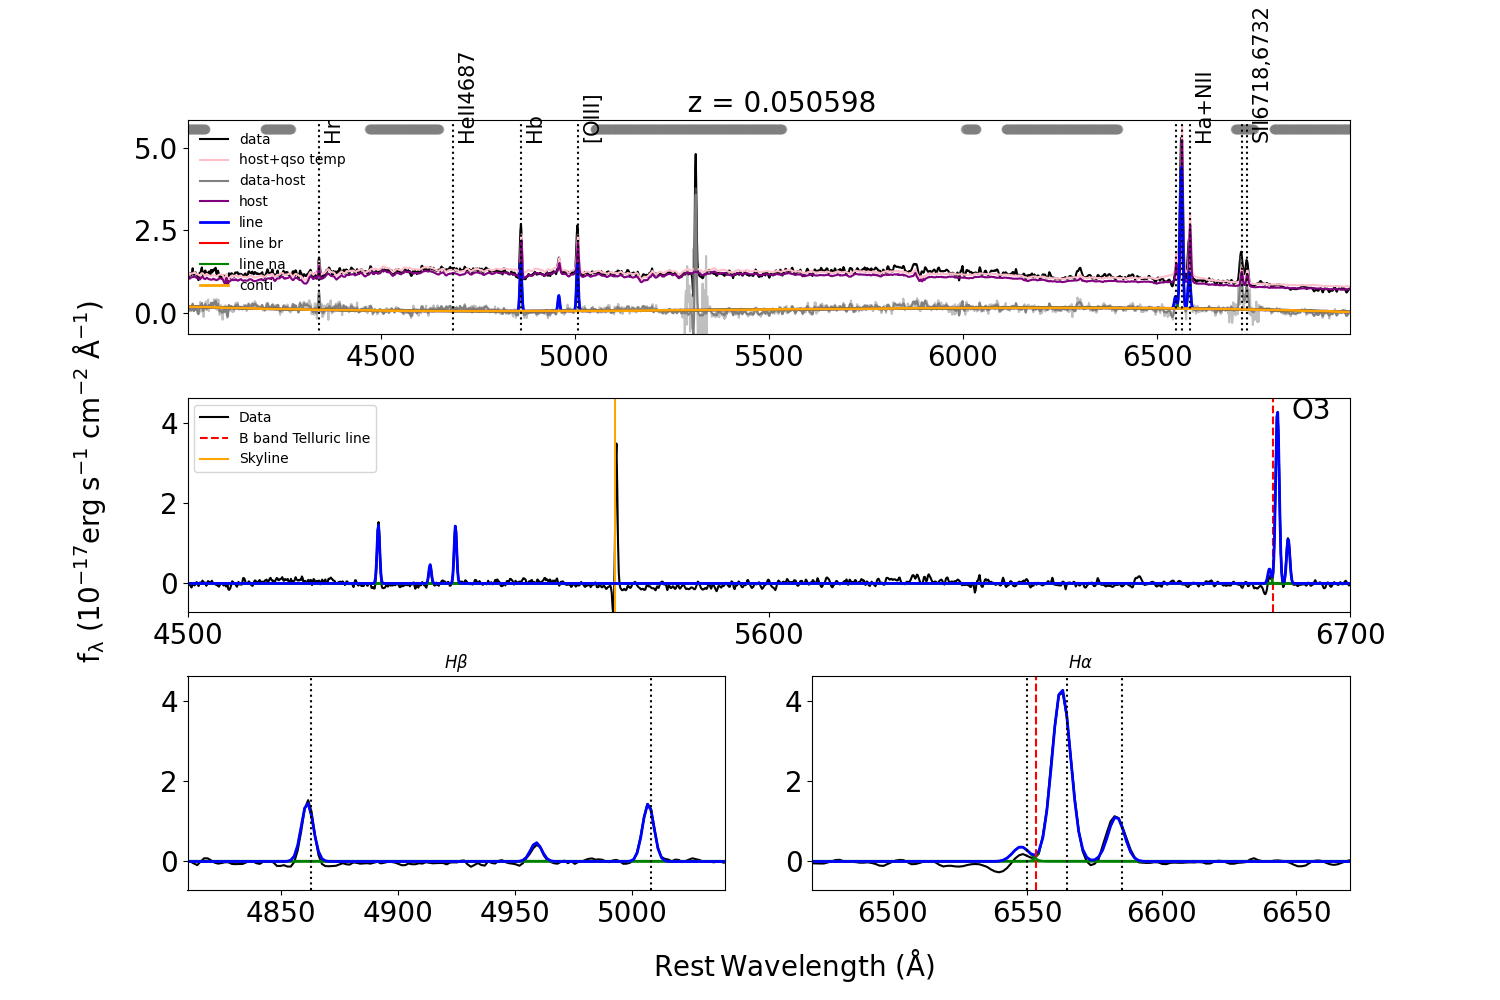 z = 0.050598
Hr
HeII4687
Hb
[OIII]
Ha+NII
SII6718,6732
data
host+qso temp
data-host
host
line
line br
line na
conti
5.0
2.5
0.0
4500
5000
5500
6000
6500
fλ (10⁻¹⁷erg s⁻¹ cm⁻² Å⁻¹)
Data
B band Telluric line
Skyline
O3
4
2
0
4500
5600
6700
Hβ
4
2
0
4850
4900
4950
5000
Hα
4
2
0
6500
6550
6600
6650
Rest Wavelength (Å)